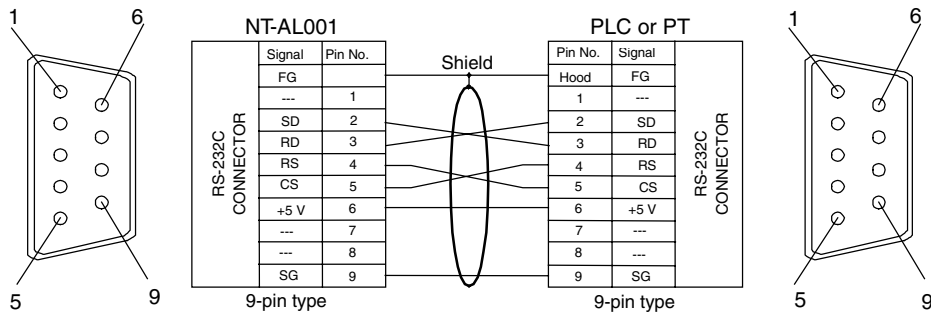 NT-AL001
PLC or PT
1
6
5
9
RS-232C
CONNECTOR
Signal Pin No.
FG
--- 1
SD 2
RD 3
RS 4
CS 5
+5 V 6
--- 7
--- 8
SG 9
9-pin type
Shield
Pin No. Signal
Hood FG
1 ---
2 SD
3 RD
4 RS
5 CS
6 +5 V
7 ---
8 ---
9 SG
RS-232C
CONNECTOR
9-pin type
1
6
5
9